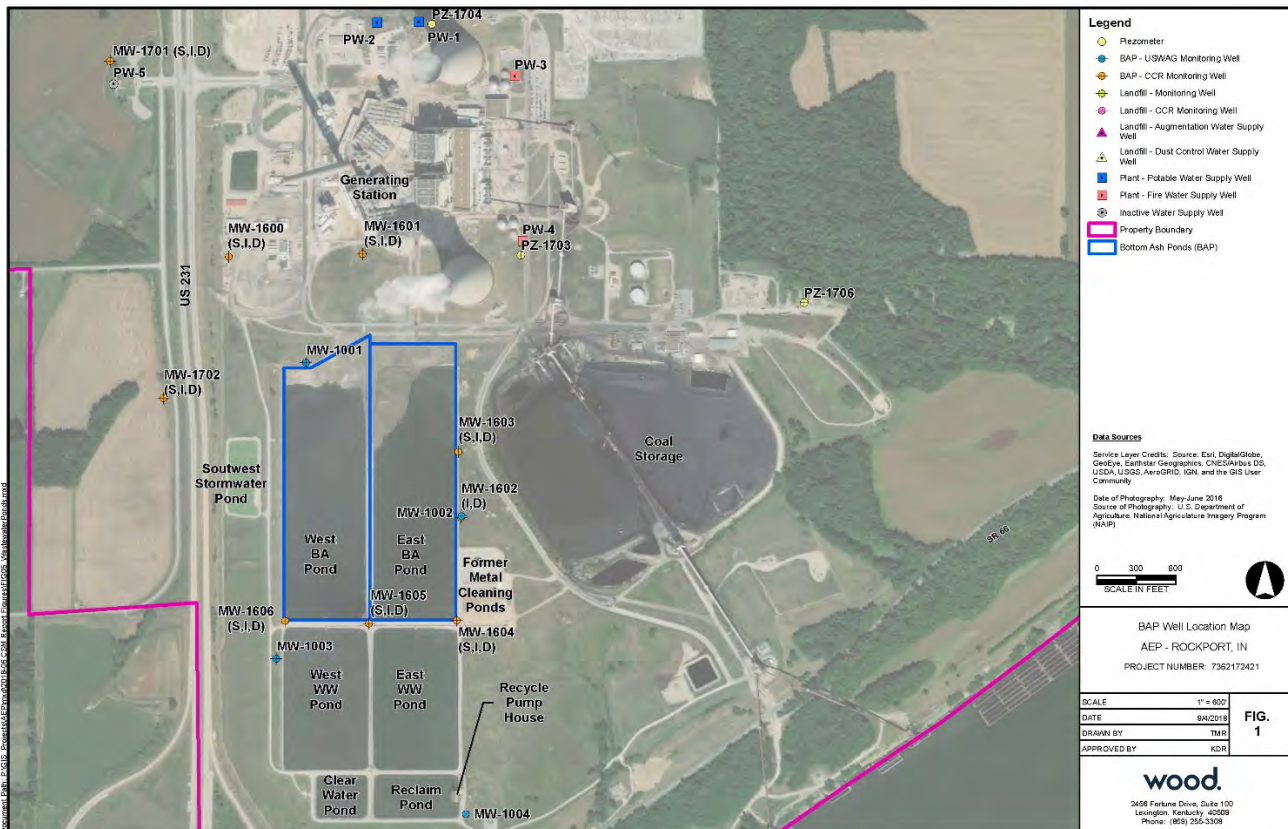 PZ-1704
PW-2
PW-1
MW-1701 (S,I,D)
PW-5
PW-3
Generating
Station
MW-1600
(S,I,D)
MW-1601
(S,I,D)
PW-4
PZ-1703
US 231
PZ-1706
MW-1001
MW-1702
(S,I,D)
MW-1603
(S,I,D)
Coal
Storage
Soutwest
Stormwater
Pond
MW-1602
(I,D)
MW-1002
SR 66
West
BA
Pond
East
BA
Pond
Former
Metal
Cleaning
Ponds
MW-1606
(S,I,D)
MW-1605
(S,I,D)
MW-1604
(S,I,D)
MW-1003
West
WW
Pond
East
WW
Pond
Recycle
Pump
House
Clear
Water
Pond
Reclaim
Pond
MW-1004
Legend
Piezometer
BAP - USWAG Monitoring Well
BAP - CCR Monitoring Well
Landfill - Monitoring Well
Landfill - CCR Monitoring Well
Landfill - Augmentation Water Supply
Well
Landfill - Dust Control Water Supply
Well
Plant - Potable Water Supply Well
Plant - Fire Water Supply Well
Inactive Water Supply Well
Property Boundary
Bottom Ash Ponds (BAP)
Data Sources
Service Layer Credits: Source: Esri, DigitalGlobe,
GeoEye, Earthstar Geographics, CNES/Airbus DS,
USDA, USGS, AeroGRID, IGN, and the GIS User
Community
Date of Photography: May-June 2016
Source of Photography: U.S. Department of
Agriculture, National Agriculature Imagery Program
(NAIP)
0 300 600
SCALE IN FEET
BAP Well Location Map
AEP - ROCKPORT, IN
PROJECT NUMBER: 7362172421
SCALE 1" = 600'
DATE 8/4/2018
DRAWN BY TMR
APPROVED BY KDR
FIG.
1
wood.
2456 Fortune Drive, Suite 100
Lexington, Kentucky 40509
Phone: (859) 255-3308